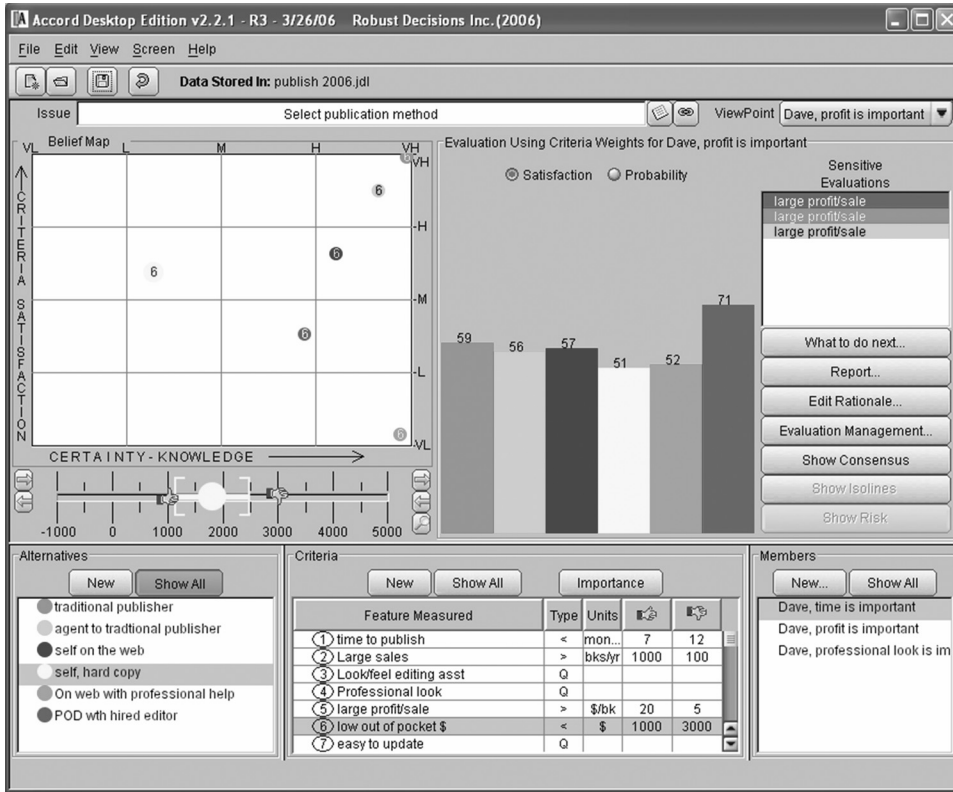 Accord Desktop Edition v2.2.1 - R3 - 3/26/06 Robust Decisions Inc.(2006)
File Edit View Screen Help
Data Stored In: publish 2006.jdl
Issue Select publication method ViewPoint Dave, profit is important
Belief Map
VL L M H VH
VH
H
M
L
VL
CRITERIA SATISFACTION
6
6
6
6
6
6
CERTAINTY-KNOWLEDGE
-1000 0 1000 2000 3000 4000 5000
Evaluation Using Criteria Weights for Dave, profit is important
Satisfaction Probability
59 56 57 51 52 71
Sensitive
Evaluations
large profit/sale
large profit/sale
large profit/sale
What to do next...
Report...
Edit Rationale...
Evaluation Management...
Show Consensus
Show Isolines
Show Risk
Alternatives
New Show All
traditional publisher
agent to tradtional publisher
self on the web
self, hard copy
On web with professional help
POD wth hired editor
Criteria
New Show All Importance
Feature Measured Type Units
1 time to publish < mon... 7 12
2 Large sales > bks/yr 1000 100
3 Look/feel editing asst Q
4 Professional look Q
5 large profit/sale > $/bk 20 5
6 low out of pocket $ < $ 1000 3000
7 easy to update Q
Members
New... Show All
Dave, time is important
Dave, profit is important
Dave, professional look is im